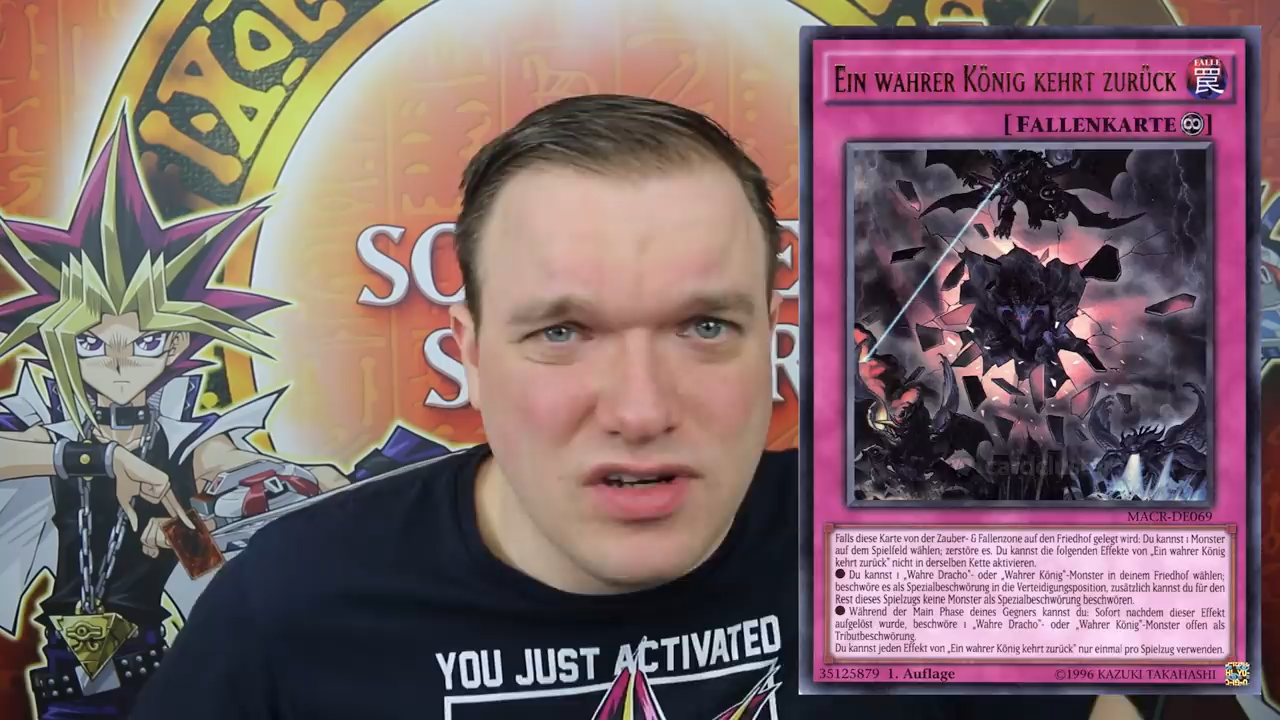 YOU JUST ACTIVATED
EIN WAHRER KÖNIG KEHRT ZURÜCK
FALLE
罠
[FALLENKARTE ]
MACR-DE069
Falls diese Karte von der Zauber- & Fallenzone auf den Friedhof gelegt wird: Du kannst 1 Monster
auf dem Spielfeld wählen; zerstöre es. Du kannst die folgenden Effekte von „Ein wahrer König
kehrt zurück“ nicht in derselben Kette aktivieren.
● Du kannst 1 „Wahre Dracho“- oder „Wahrer König“-Monster in deinem Friedhof wählen;
beschwöre es als Spezialbeschwörung in die Verteidigungsposition, zusätzlich kannst du für den
Rest dieses Spielzugs keine Monster als Spezialbeschwörung beschwören.
● Während der Main Phase deines Gegners kannst du: Sofort nachdem dieser Effekt
aufgelöst wurde, beschwöre 1 „Wahre Dracho“- oder „Wahrer König“-Monster offen als
Tributbeschwörung.
Du kannst jeden Effekt von „Ein wahrer König kehrt zurück“ nur einmal pro Spielzug verwenden.
35125879 1. Auflage
©1996 KAZUKI TAKAHASHI